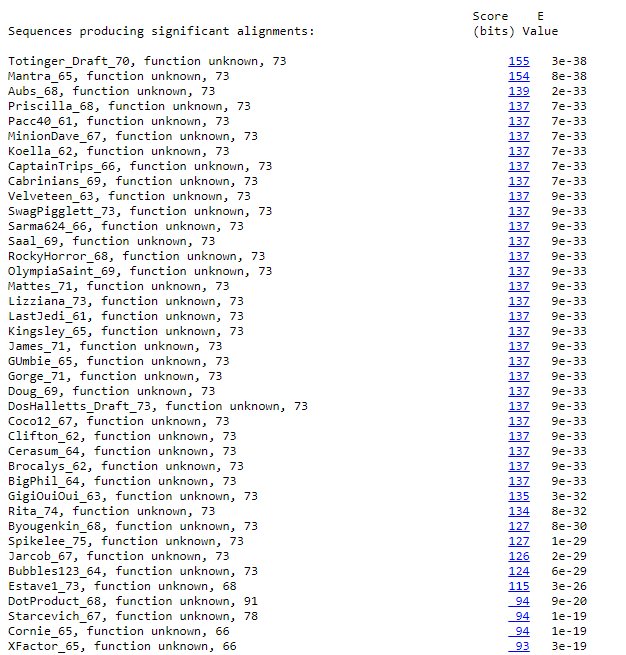 Score E
Sequences producing significant alignments: (bits) Value
Totinger_Draft_70, function unknown, 73 155 3e-38
Mantra_65, function unknown, 73 154 8e-38
Aubs_68, function unknown, 73 139 2e-33
Priscilla_68, function unknown, 73 137 7e-33
Pacc40_61, function unknown, 73 137 7e-33
MinionDave_67, function unknown, 73 137 7e-33
Koella_62, function unknown, 73 137 7e-33
CaptainTrips_66, function unknown, 73 137 7e-33
Cabrinians_69, function unknown, 73 137 7e-33
Velveteen_63, function unknown, 73 137 9e-33
SwagPigglett_73, function unknown, 73 137 9e-33
Sarma624_66, function unknown, 73 137 9e-33
Saal_69, function unknown, 73 137 9e-33
RockyHorror_68, function unknown, 73 137 9e-33
OlympiaSaint_69, function unknown, 73 137 9e-33
Mattes_71, function unknown, 73 137 9e-33
Lizziana_73, function unknown, 73 137 9e-33
LastJedi_61, function unknown, 73 137 9e-33
Kingsley_65, function unknown, 73 137 9e-33
James_71, function unknown, 73 137 9e-33
GUmbie_65, function unknown, 73 137 9e-33
Gorge_71, function unknown, 73 137 9e-33
Doug_69, function unknown, 73 137 9e-33
DosHalletts_Draft_73, function unknown, 73 137 9e-33
Coco12_67, function unknown, 73 137 9e-33
Clifton_62, function unknown, 73 137 9e-33
Cerasum_64, function unknown, 73 137 9e-33
Brocalys_62, function unknown, 73 137 9e-33
BigPhil_64, function unknown, 73 137 9e-33
GigiOuiOui_63, function unknown, 73 135 3e-32
Rita_74, function unknown, 73 134 8e-32
Byougenkin_68, function unknown, 73 127 8e-30
Spikelee_75, function unknown, 73 127 1e-29
Jarcob_67, function unknown, 73 126 2e-29
Bubbles123_64, function unknown, 73 124 6e-29
Estave1_73, function unknown, 68 115 3e-26
DotProduct_68, function unknown, 91 94 9e-20
Starcevich_67, function unknown, 78 94 1e-19
Cornie_65, function unknown, 66 94 1e-19
XFactor_65, function unknown, 66 93 3e-19